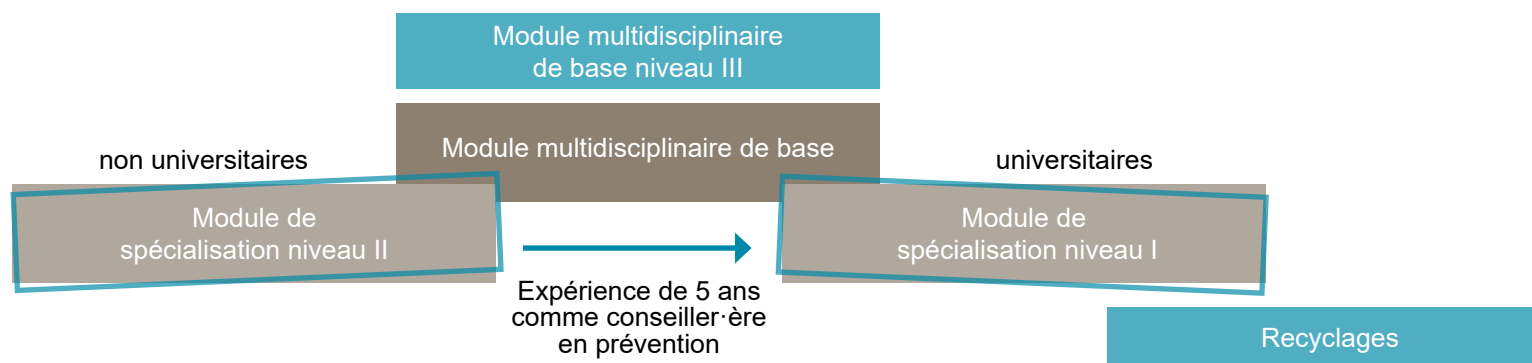 Module multidisciplinaire
de base niveau III
Module multidisciplinaire de base
non universitaires
universitaires
Module de
spécialisation niveau II
Module de
spécialisation niveau I
Expérience de 5 ans
comme conseiller·ère
en prévention
Recyclages